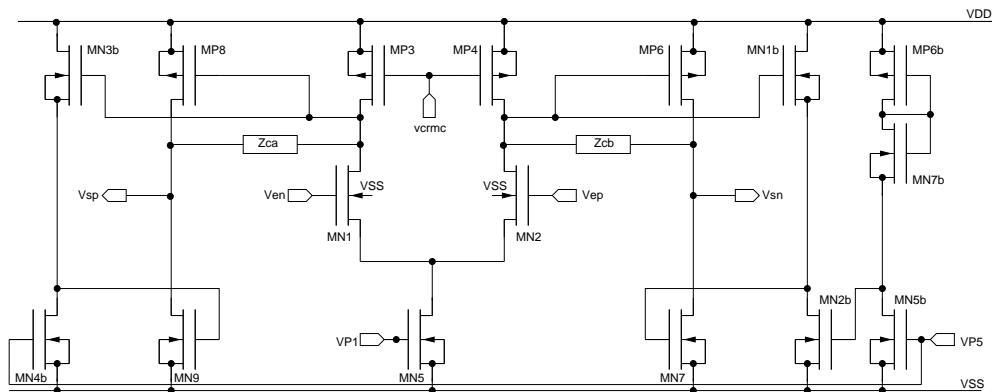 VDD
MN3b
MP8
MP3
MP4
MP6
MN1b
MP6b
vcrmc
Zca
Zcb
MN7b
Vsp
Ven
VSS
VSS
Vep
Vsn
MN1
MN2
MN2b
MN5b
VP1
VP5
MN4b
MN9
MN5
MN7
VSS